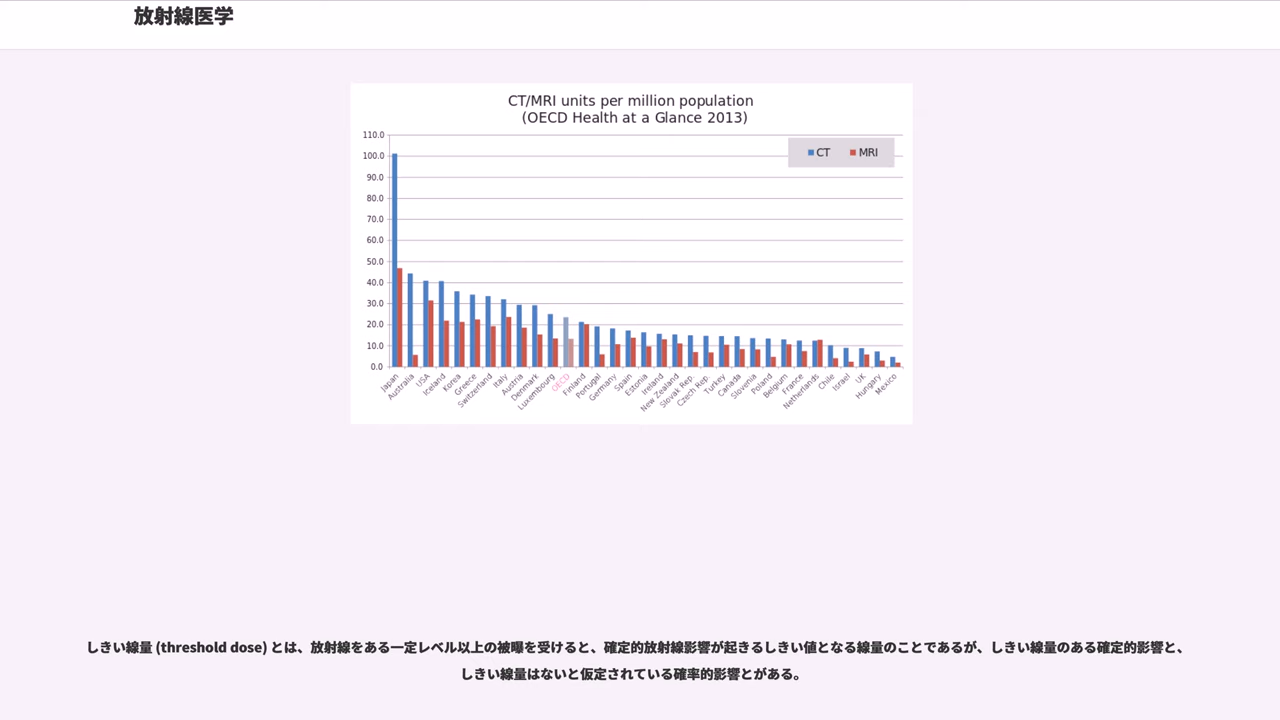 放射線医学
CT/MRI units per million population
(OECD Health at a Glance 2013)
CT MRI
110.0
100.0
90.0
80.0
70.0
60.0
50.0
40.0
30.0
20.0
10.0
0.0
Japan
Australia
USA
Iceland
Korea
Greece
Switzerland
Italy
Austria
Denmark
Luxembourg
OECD
Finland
Portugal
Germany
Spain
Estonia
Ireland
New Zealand
Slovak Rep.
Czech Rep.
Turkey
Canada
Slovenia
Poland
Belgium
France
Netherlands
Chile
Israel
UK
Hungary
Mexico
しきい線量 (threshold dose) とは、放射線をある一定レベル以上の被曝を受けると、確定的放射線影響が起きるしきい値となる線量のことであるが、しきい線量のある確定的影響と、
しきい線量はないと仮定されている確率的影響とがある。